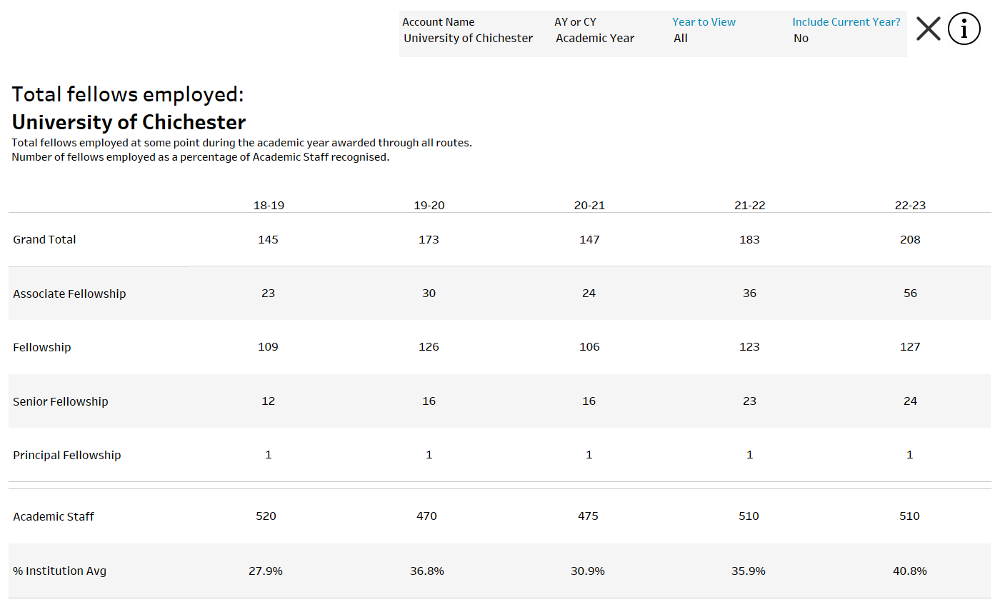 Account Name AY or CY Year to View Include Current Year?
University of Chichester Academic Year All No
i
Total fellows employed:
University of Chichester
Total fellows employed at some point during the academic year awarded through all routes.
Number of fellows employed as a percentage of Academic Staff recognised.
18-19 19-20 20-21 21-22 22-23
Grand Total 145 173 147 183 208
Associate Fellowship 23 30 24 36 56
Fellowship 109 126 106 123 127
Senior Fellowship 12 16 16 23 24
Principal Fellowship 1 1 1 1 1
Academic Staff 520 470 475 510 510
% Institution Avg 27.9% 36.8% 30.9% 35.9% 40.8%